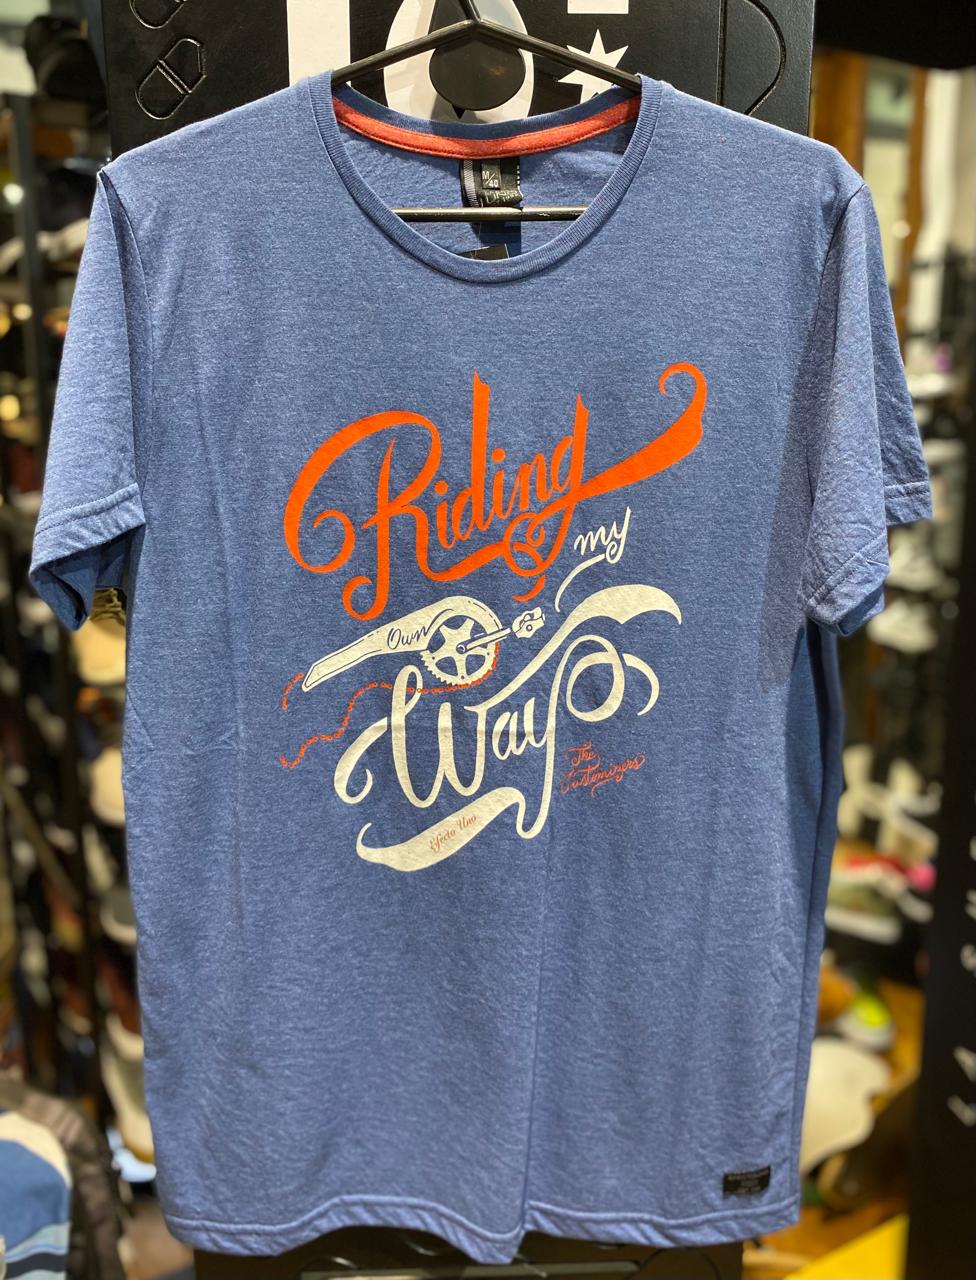 M/40
Riding
my
Own
Way
The
Customizers
Efecto Uno